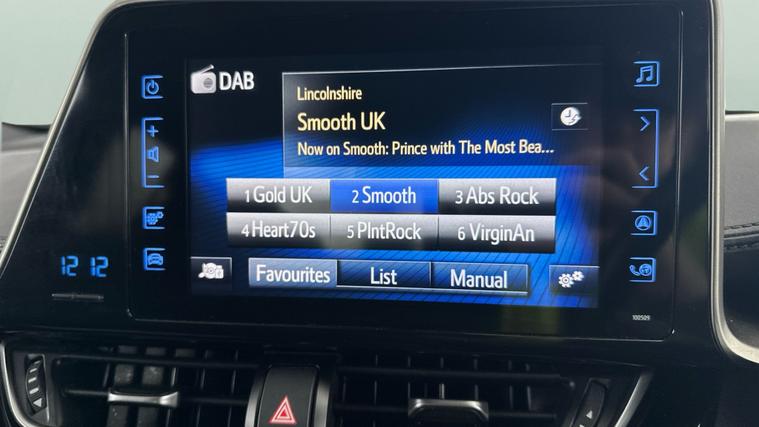 DAB
Lincolnshire
Smooth UK
Now on Smooth: Prince with The Most Bea...
1 Gold UK
2 Smooth
3 Abs Rock
4 Heart70s
5 PlntRock
6 VirginAn
Favourites
List
Manual
12 12
100509